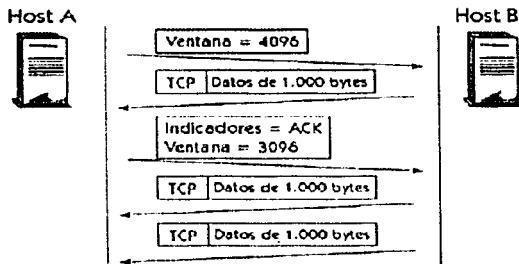 Host A
Host B
Ventana = 4096
TCP Datos de 1.000 bytes
Indicadores = ACK
Ventana = 3096
TCP Datos de 1.000 bytes
TCP Datos de 1.000 bytes